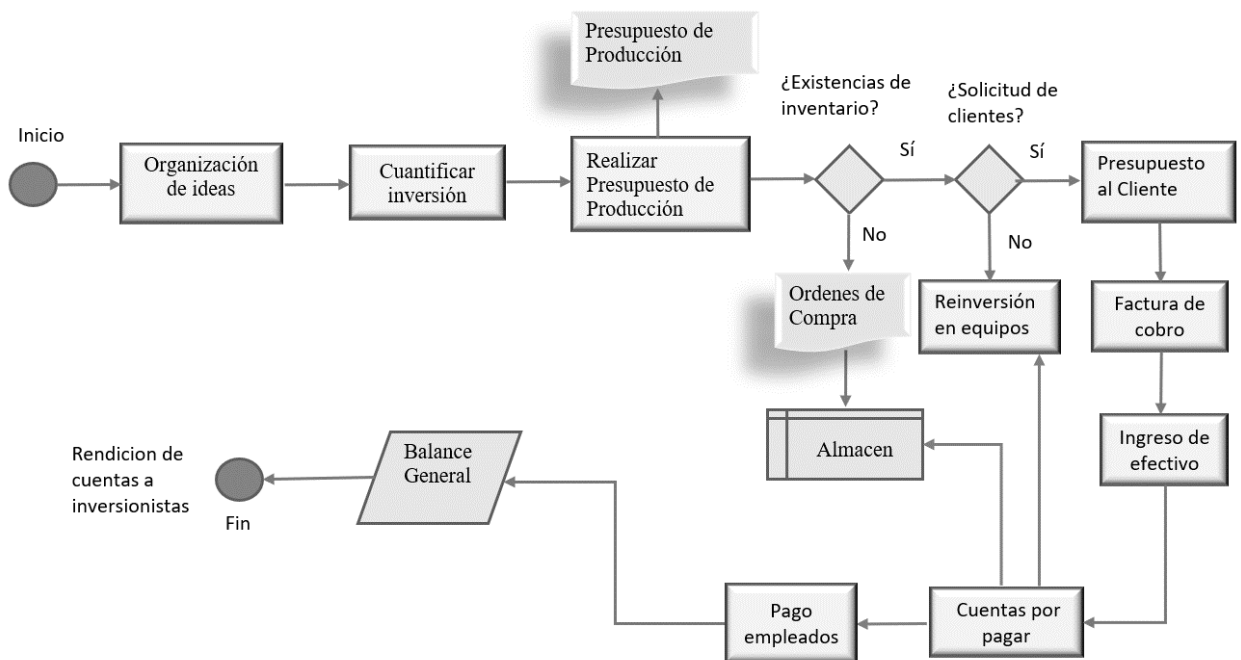 Presupuesto de
Producción
¿Existencias de
inventario?
¿Solicitud de
clientes?
Inicio
Organización
de ideas
Cuantificar
inversión
Realizar
Presupuesto de
Producción
Sí
Sí
Presupuesto
al Cliente
No
No
Ordenes de
Compra
Reinversión
en equipos
Factura de
cobro
Rendicion de
cuentas a
inversionistas
Fin
Balance
General
Almacen
Ingreso de
efectivo
Pago
empleados
Cuentas por
pagar